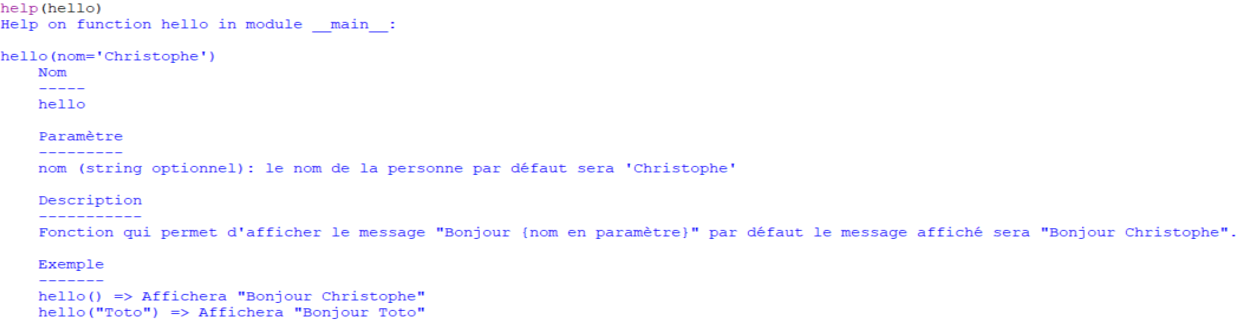 help(hello)
Help on function hello in module __main__:
hello(nom='Christophe')
Nom
-----
hello
Paramètre
---------
nom (string optionnel): le nom de la personne par défaut sera 'Christophe'
Description
-----------
Fonction qui permet d'afficher le message "Bonjour {nom en paramètre}" par défaut le message affiché sera "Bonjour Christophe".
Exemple
-------
hello() => Affichera "Bonjour Christophe"
hello("Toto") => Affichera "Bonjour Toto"